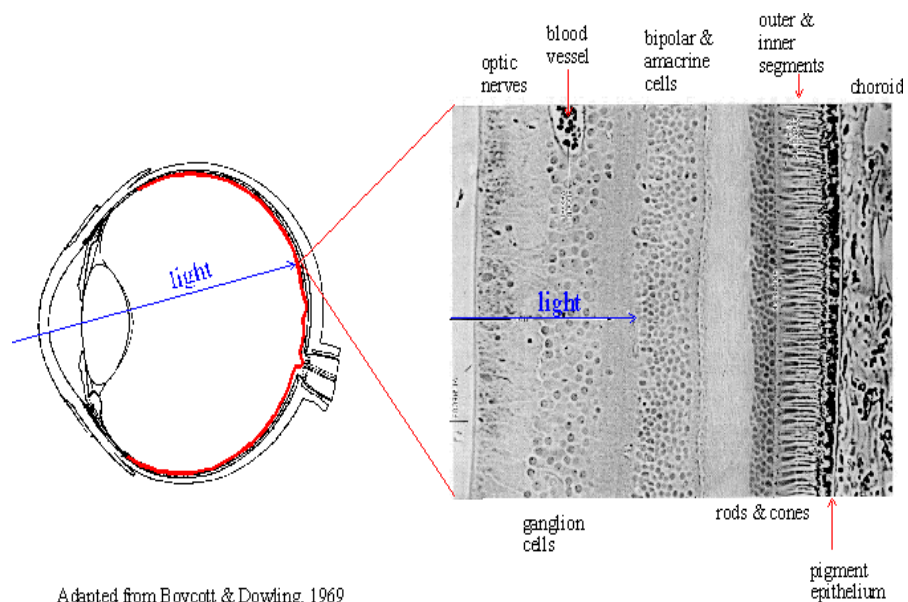 blood
vessel
optic
nerves
bipolar &
amacrine
cells
outer &
inner
segments
choroid
light
light
ganglion
cells
rods & cones
pigment
epithelium
Adapted from Boycott & Dowling, 1969